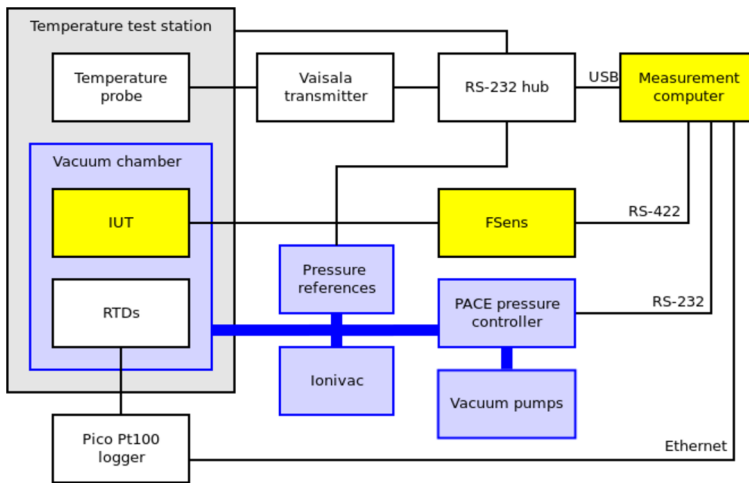 Temperature test station
Temperature
probe
Vaisala
transmitter
RS-232 hub
USB
Measurement
computer
Vacuum chamber
IUT
FSens
RS-422
Pressure
references
RTDs
PACE pressure
controller
RS-232
Ionivac
Vacuum pumps
Pico Pt100
logger
Ethernet